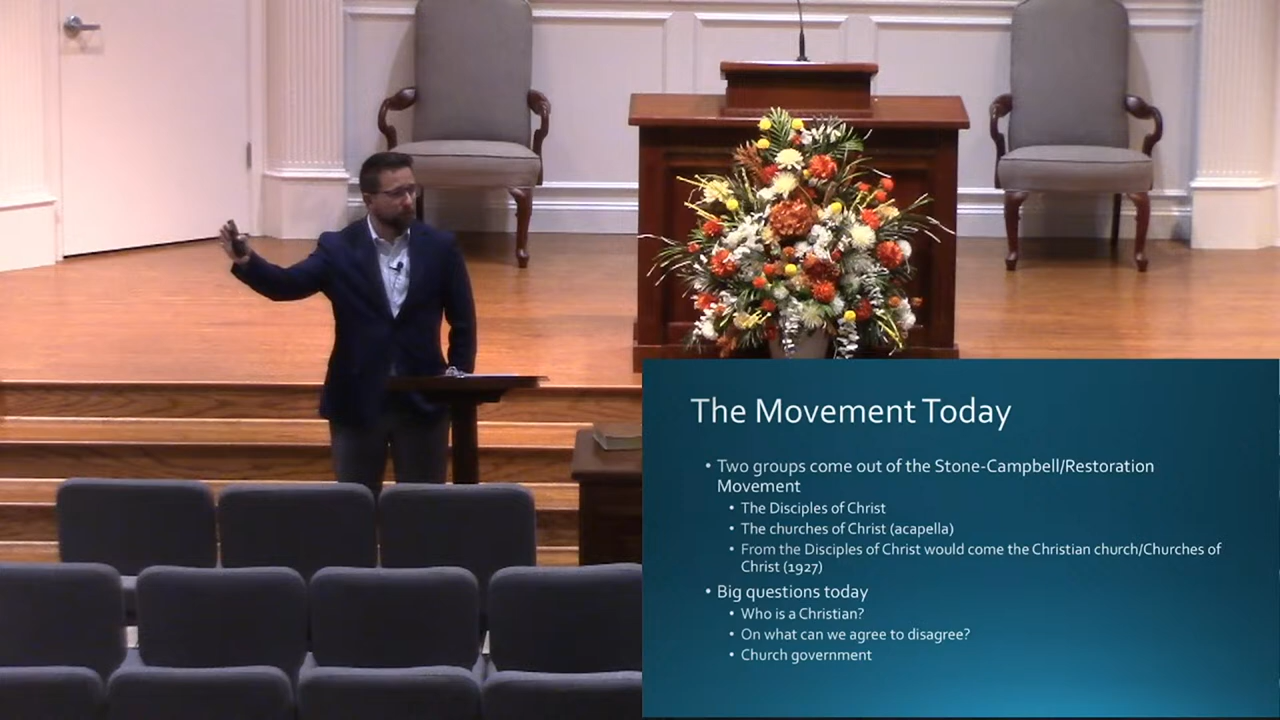 The Movement Today
• Two groups come out of the Stone-Campbell/Restoration
Movement
• The Disciples of Christ
• The churches of Christ (acapella)
• From the Disciples of Christ would come the Christian church/Churches of
Christ (1927)
• Big questions today
• Who is a Christian?
• On what can we agree to disagree?
• Church government